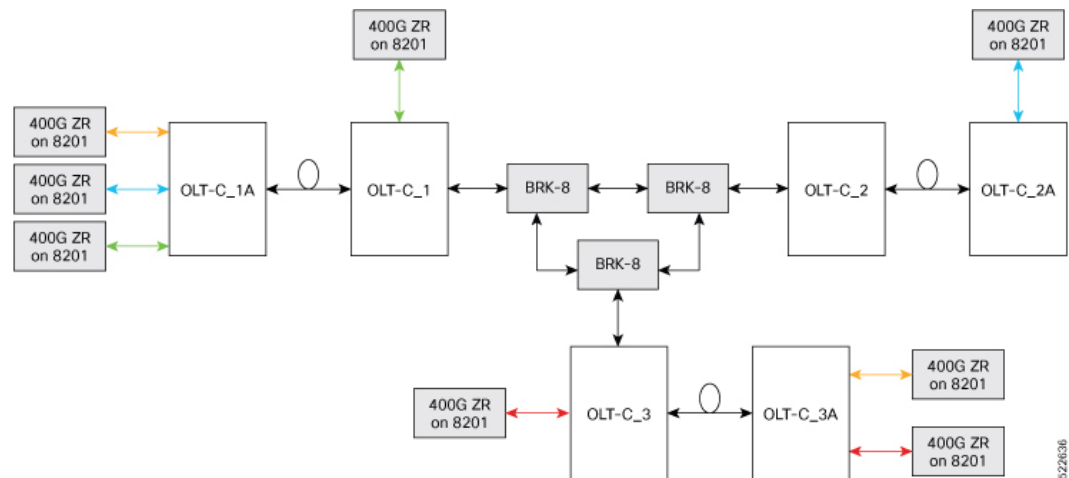 400G ZR
on 8201
400G ZR
on 8201
400G ZR
on 8201
400G ZR
on 8201
400G ZR
on 8201
OLT-C_1A
OLT-C_1
BRK-8
BRK-8
OLT-C_2
OLT-C_2A
BRK-8
400G ZR
on 8201
OLT-C_3
OLT-C_3A
400G ZR
on 8201
400G ZR
on 8201
522636